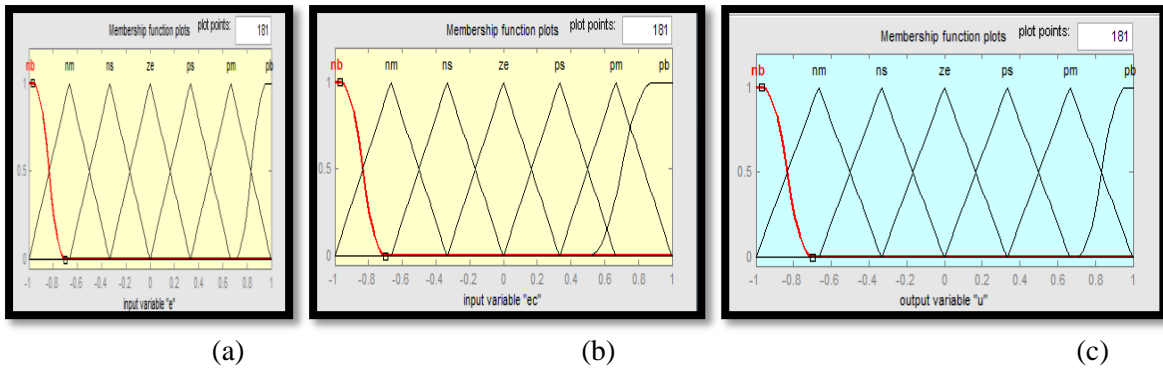 Membership function plots plot points: 181
nb nm ns ze ps pm pb
1
0.5
0
-1 -0.8 -0.6 -0.4 -0.2 0 0.2 0.4 0.6 0.8 1
input variable "e"
(a)
Membership function plots plot points: 181
nb nm ns ze ps pm pb
1
0.5
0
-1 -0.8 -0.6 -0.4 -0.2 0 0.2 0.4 0.6 0.8 1
input variable "ec"
(b)
Membership function plots plot points: 181
nb nm ns ze ps pm pb
1
0.5
0
-1 -0.8 -0.6 -0.4 -0.2 0 0.2 0.4 0.6 0.8 1
output variable "u"
(c)